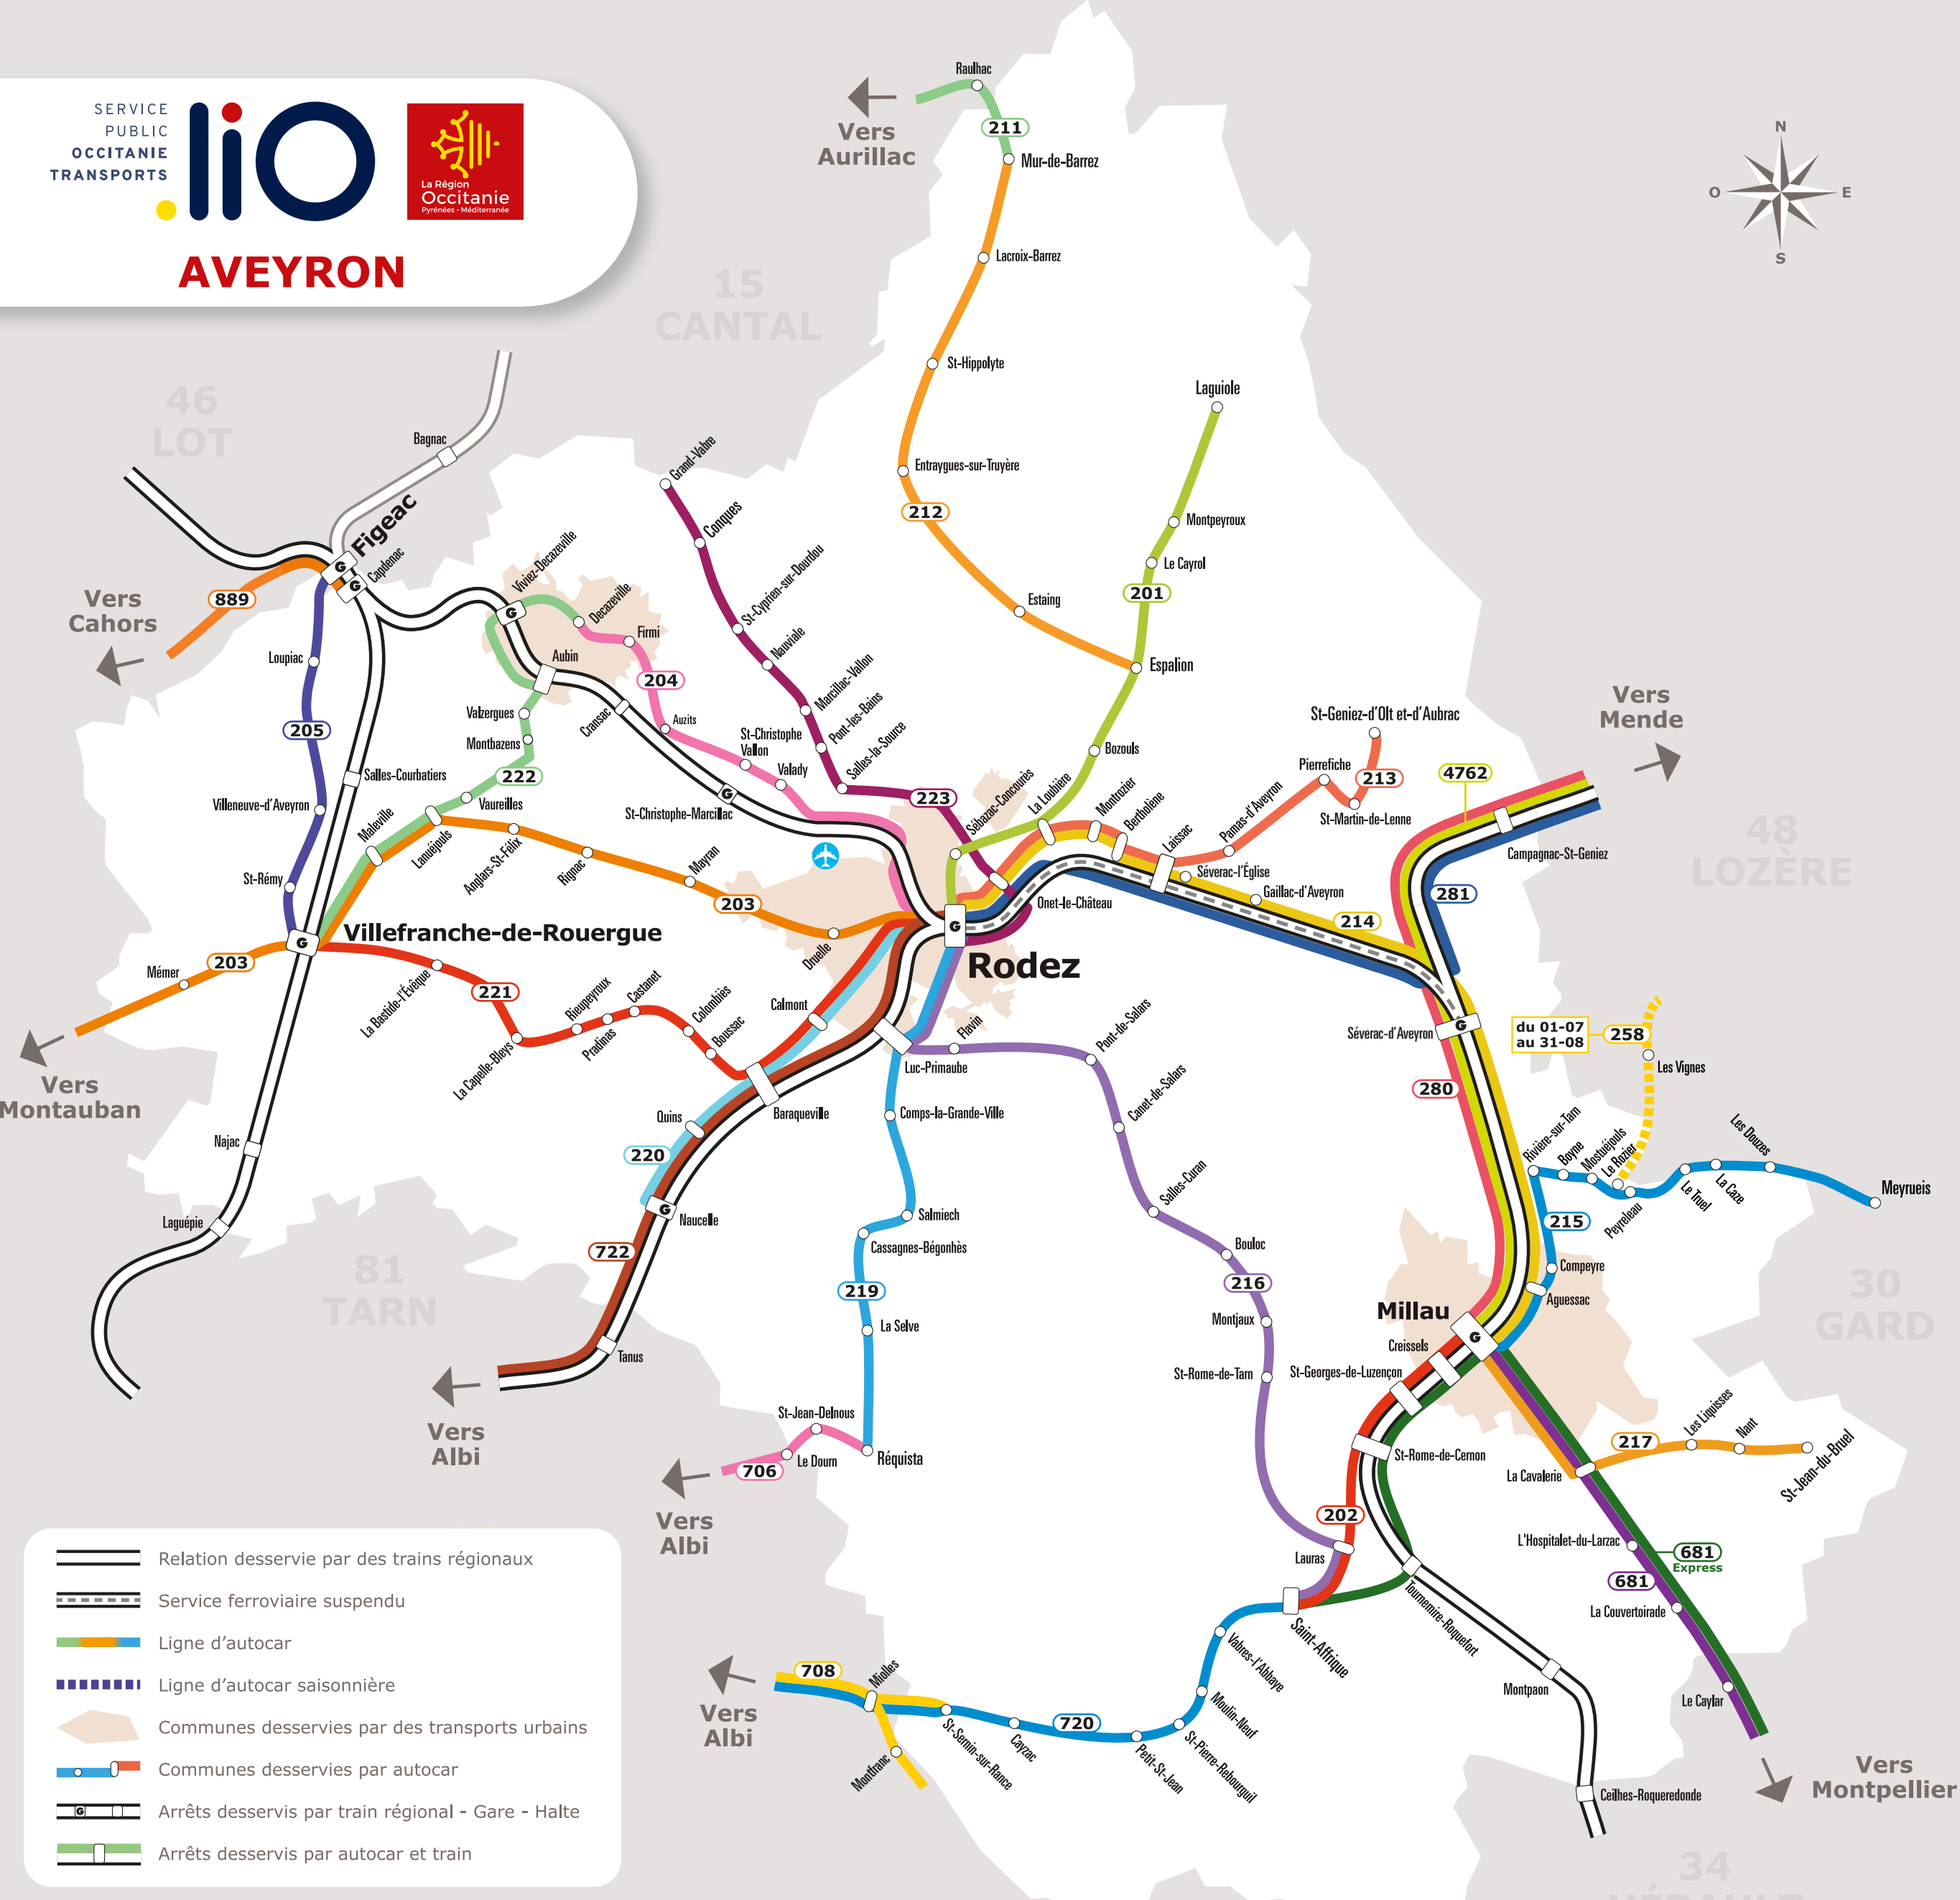 SERVICE
PUBLIC
OCCITANIE
TRANSPORTS
liO
La Région
Occitanie
Pyrénées - Méditerranée
AVEYRON
N
O
E
S
15
CANTAL
46
LOT
48
LOZÈRE
30
GARD
81
TARN
34
HÉRAULT
Vers
Aurillac
Raulhac
211
Mur-de-Barrez
Lacroix-Barrez
St-Hippolyte
Entraygues-sur-Truyère
212
Estaing
Espalion
Laguiole
Montpeyroux
Le Cayrol
201
Bozouls
La Loubière
Sébazac-Concourès
Bagnac
Figeac
G
Capdenac
G
889
Vers
Cahors
Loupiac
205
Villeneuve-d'Aveyron
St-Rémy
Salles-Courbatiers
Viviez-Decazeville
G
Decazeville
Firmi
Aubin
204
Valzergues
Montbazens
222
Vaureilles
Lanuéjouls
Maleville
Cransac
Auzits
St-Christophe
Vallon
Valady
St-Christophe-Marcillac
G
Grand-Vabre
Conques
St-Cyprien-sur-Dourdou
Nauviale
Marcillac-Vallon
Pont-les-Bains
Salles-la-Source
223
Anglars-St-Félix
Rignac
Mayran
203
Druelle
Villefranche-de-Rouergue
G
203
Mémer
Vers
Montauban
La Bastide-l'Évêque
221
La Capelle-Bleys
Rieupeyroux
Pradinas
Castanet
Colombiès
Boussac
Calmont
Baraqueville
Quins
220
Naucelle
G
722
Tanus
Vers
Albi
Najac
Laguépie
Rodez
G
Onet-le-Château
Montrozier
Bertholène
Laissac
Pamas-d'Aveyron
Pierrefiche
St-Martin-de-Lenne
213
St-Geniez-d'Olt et-d'Aubrac
Séverac-l'Église
Gaillac-d'Aveyron
214
4762
Vers
Mende
Campagnac-St-Geniez
281
Séverac-d'Aveyron
G
280
du 01-07
au 31-08
258
Les Vignes
Rivière-sur-Tarn
Boyne
Mostuéjouls
Le Rozier
Peyreleau
Le Truel
La Caze
Les Douzes
Meyrueis
215
Compeyre
Aguessac
Millau
G
Creissels
St-Georges-de-Luzençon
St-Rome-de-Cernon
202
Lauras
Saint-Affrique
Tournemire-Roquefort
Montpaon
Ceilhes-Roqueredonde
La Cavalerie
217
Les Liquisses
Nant
St-Jean-du-Bruel
L'Hospitalet-du-Larzac
681
Express
681
La Couvertoirade
Le Caylar
Vers
Montpellier
Luc-Primaube
Flavin
Pont-de-Salars
Canet-de-Salars
Salles-Curan
Bouloc
216
Montjaux
St-Rome-de-Tarn
Comps-la-Grande-Ville
Salmiech
Cassagnes-Bégonhès
219
La Selve
Réquista
St-Jean-Delnous
Le Dourn
706
Vers
Albi
708
Vers
Albi
Miolles
Montfranc
St-Sernin-sur-Rance
Cayzac
720
Petit-St-Jean
St-Pierre-Rebourguil
Moulin-Neuf
Vabres-l'Abbaye
Relation desservie par des trains régionaux
Service ferroviaire suspendu
Ligne d'autocar
Ligne d'autocar saisonnière
Communes desservies par des transports urbains
Communes desservies par autocar
G
Arrêts desservis par train régional - Gare - Halte
Arrêts desservis par autocar et train